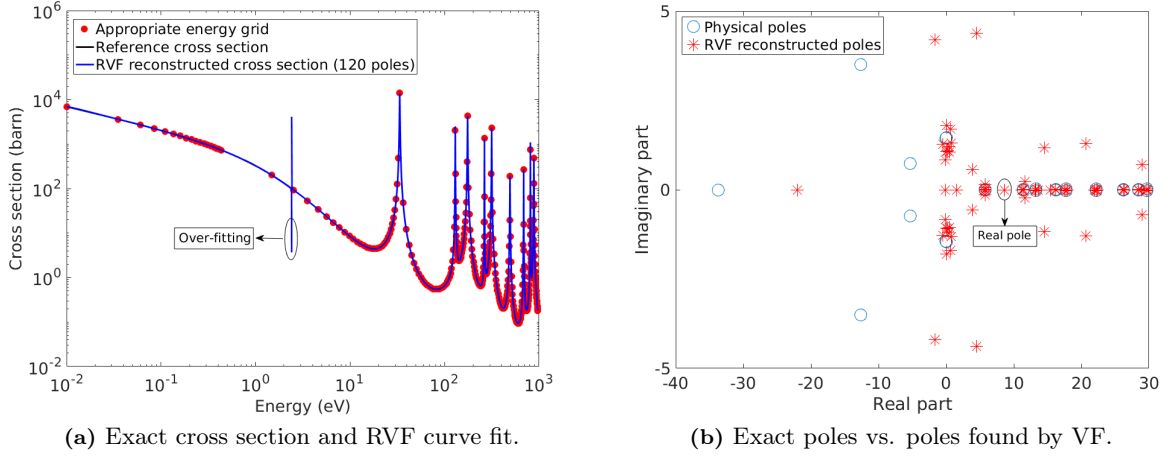 Appropriate energy grid
Reference cross section
RVF reconstructed cross section (120 poles)
Over-fitting
Cross section (barn)
10^6
10^4
10^2
10^0
10^-2
10^-2
10^-1
10^0
10^1
10^2
10^3
Energy (eV)
(a) Exact cross section and RVF curve fit.
Physical poles
RVF reconstructed poles
Real pole
Imaginary part
5
0
-5
-40
-30
-20
-10
0
10
20
30
Real part
(b) Exact poles vs. poles found by VF.